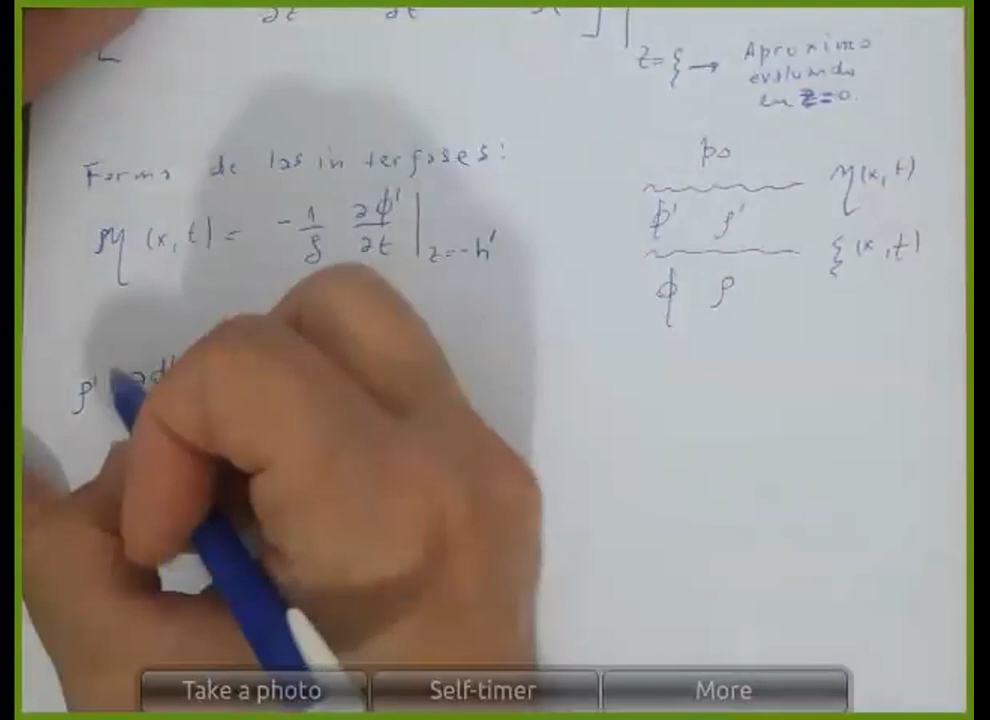 ∂t ∂t
z=ξ → Aproximo
evaluando
en z=0.
Forma de las interfases:
p₀
η(x,t) = -1/g ∂ϕ'/∂t |z=-h'
η(x,t)
ϕ' ρ'
ξ(x,t)
ϕ ρ
ρ' ∂ϕ'
Take a photo Self-timer More